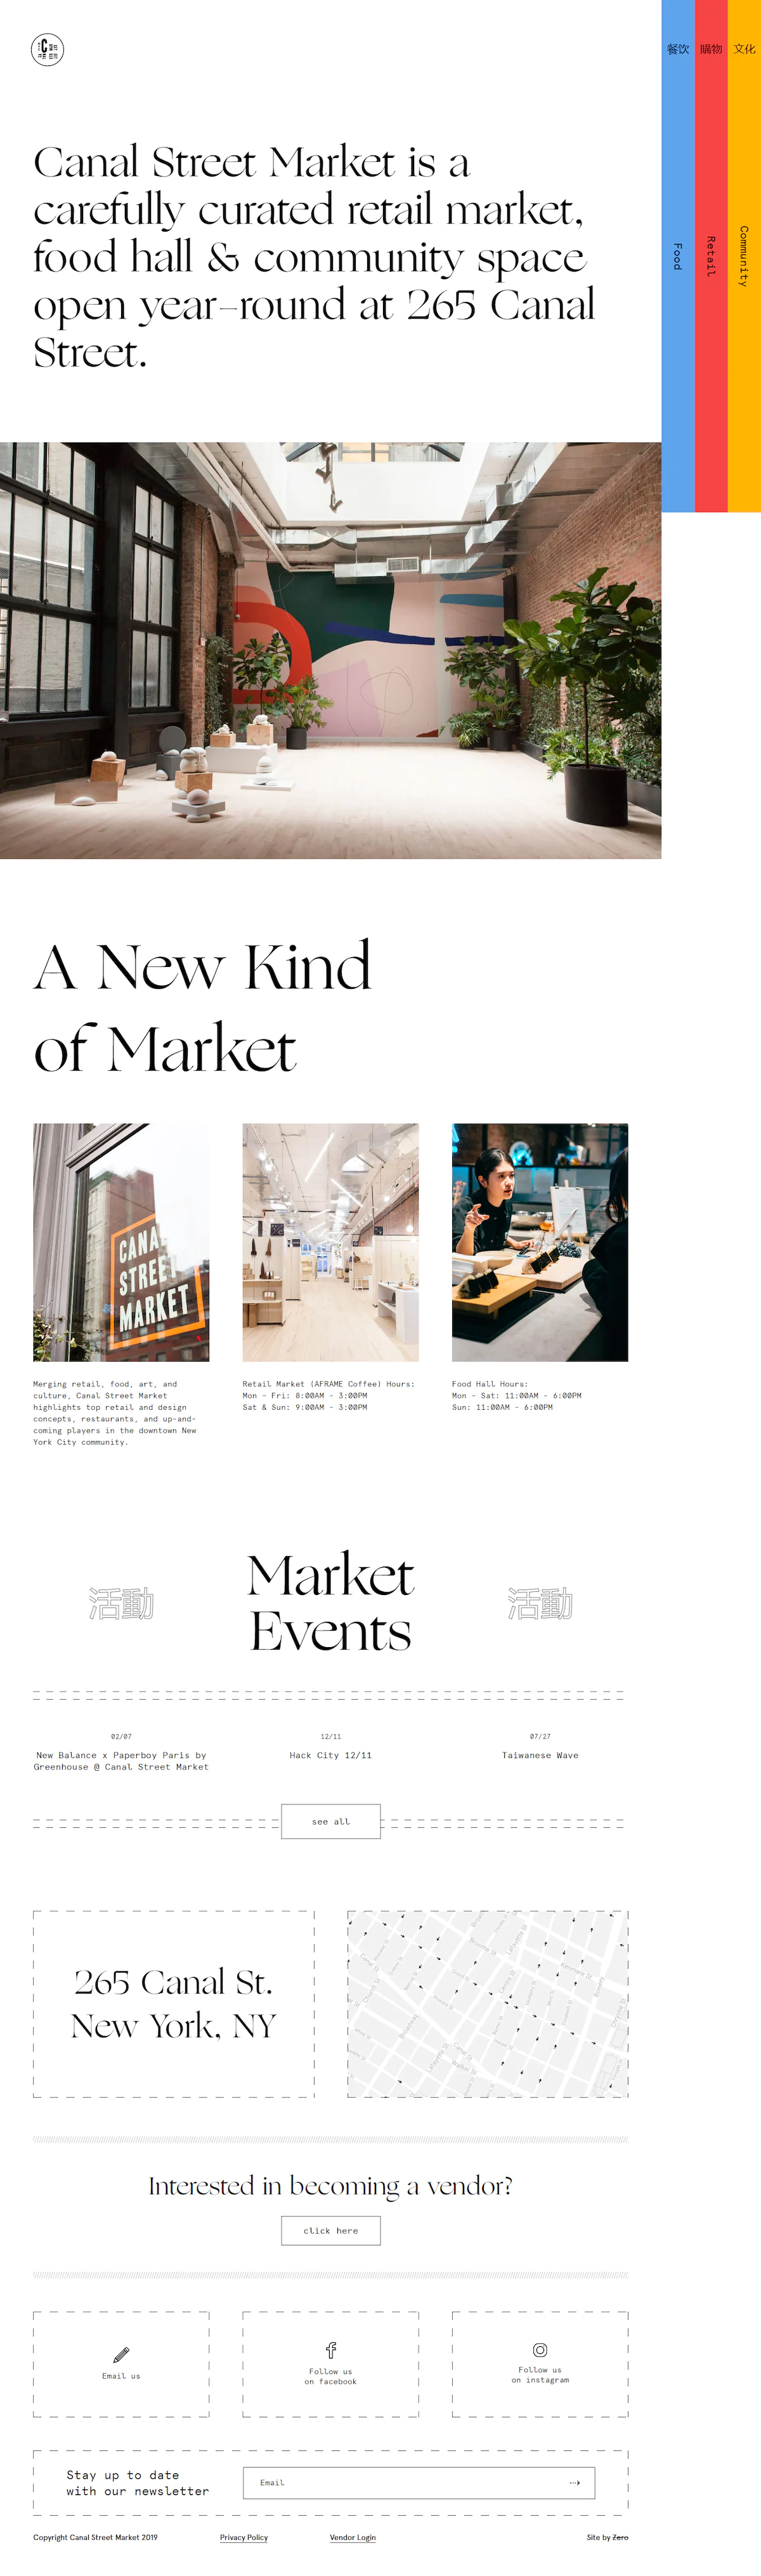 餐饮 購物 文化
Food Retail Community
Canal Street Market is a
carefully curated retail market,
food hall & community space
open year-round at 265 Canal
Street.
A New Kind
of Market
CANAL
STREET
MARKET
Merging retail, food, art, and
culture, Canal Street Market
highlights top retail and design
concepts, restaurants, and up-and-
coming players in the downtown New
York City community.
Retail Market (AFRAME Coffee) Hours:
Mon - Fri: 8:00AM - 3:00PM
Sat & Sun: 9:00AM - 3:00PM
Food Hall Hours:
Mon - Sat: 11:00AM - 6:00PM
Sun: 11:00AM - 6:00PM
活動
Market
Events
活動
02/07
New Balance x Paperboy Paris by
Greenhouse @ Canal Street Market
12/11
Hack City 12/11
07/27
Taiwanese Wave
see all
265 Canal St.
New York, NY
Interested in becoming a vendor?
click here
Email us
Follow us
on facebook
Follow us
on instagram
Stay up to date
with our newsletter
Email
Copyright Canal Street Market 2019
Privacy Policy
Vendor Login
Site by Zero